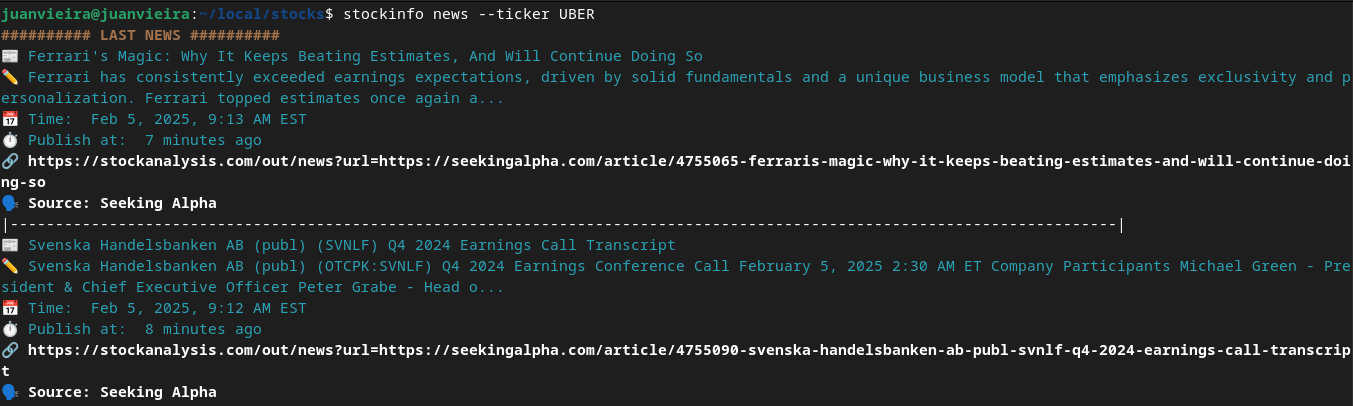 juanvieira@juanvieira:~/local/stocks$ stockinfo news --ticker UBER
########## LAST NEWS ##########
📰 Ferrari's Magic: Why It Keeps Beating Estimates, And Will Continue Doing So
✏️ Ferrari has consistently exceeded earnings expectations, driven by solid fundamentals and a unique business model that emphasizes exclusivity and p
ersonalization. Ferrari topped estimates once again a...
📅 Time:  Feb 5, 2025, 9:13 AM EST
⏱️ Publish at:  7 minutes ago
🔗 https://stockanalysis.com/out/news?url=https://seekingalpha.com/article/4755065-ferraris-magic-why-it-keeps-beating-estimates-and-will-continue-doi
ng-so
🗣️ Source: Seeking Alpha
|---------------------------------------------------------------------------------------------------------------------------|
📰 Svenska Handelsbanken AB (publ) (SVNLF) Q4 2024 Earnings Call Transcript
✏️ Svenska Handelsbanken AB (publ) (OTCPK:SVNLF) Q4 2024 Earnings Conference Call February 5, 2025 2:30 AM ET Company Participants Michael Green - Pre
sident & Chief Executive Officer Peter Grabe - Head o...
📅 Time:  Feb 5, 2025, 9:12 AM EST
⏱️ Publish at:  8 minutes ago
🔗 https://stockanalysis.com/out/news?url=https://seekingalpha.com/article/4755090-svenska-handelsbanken-ab-publ-svnlf-q4-2024-earnings-call-transcrip
t
🗣️ Source: Seeking Alpha